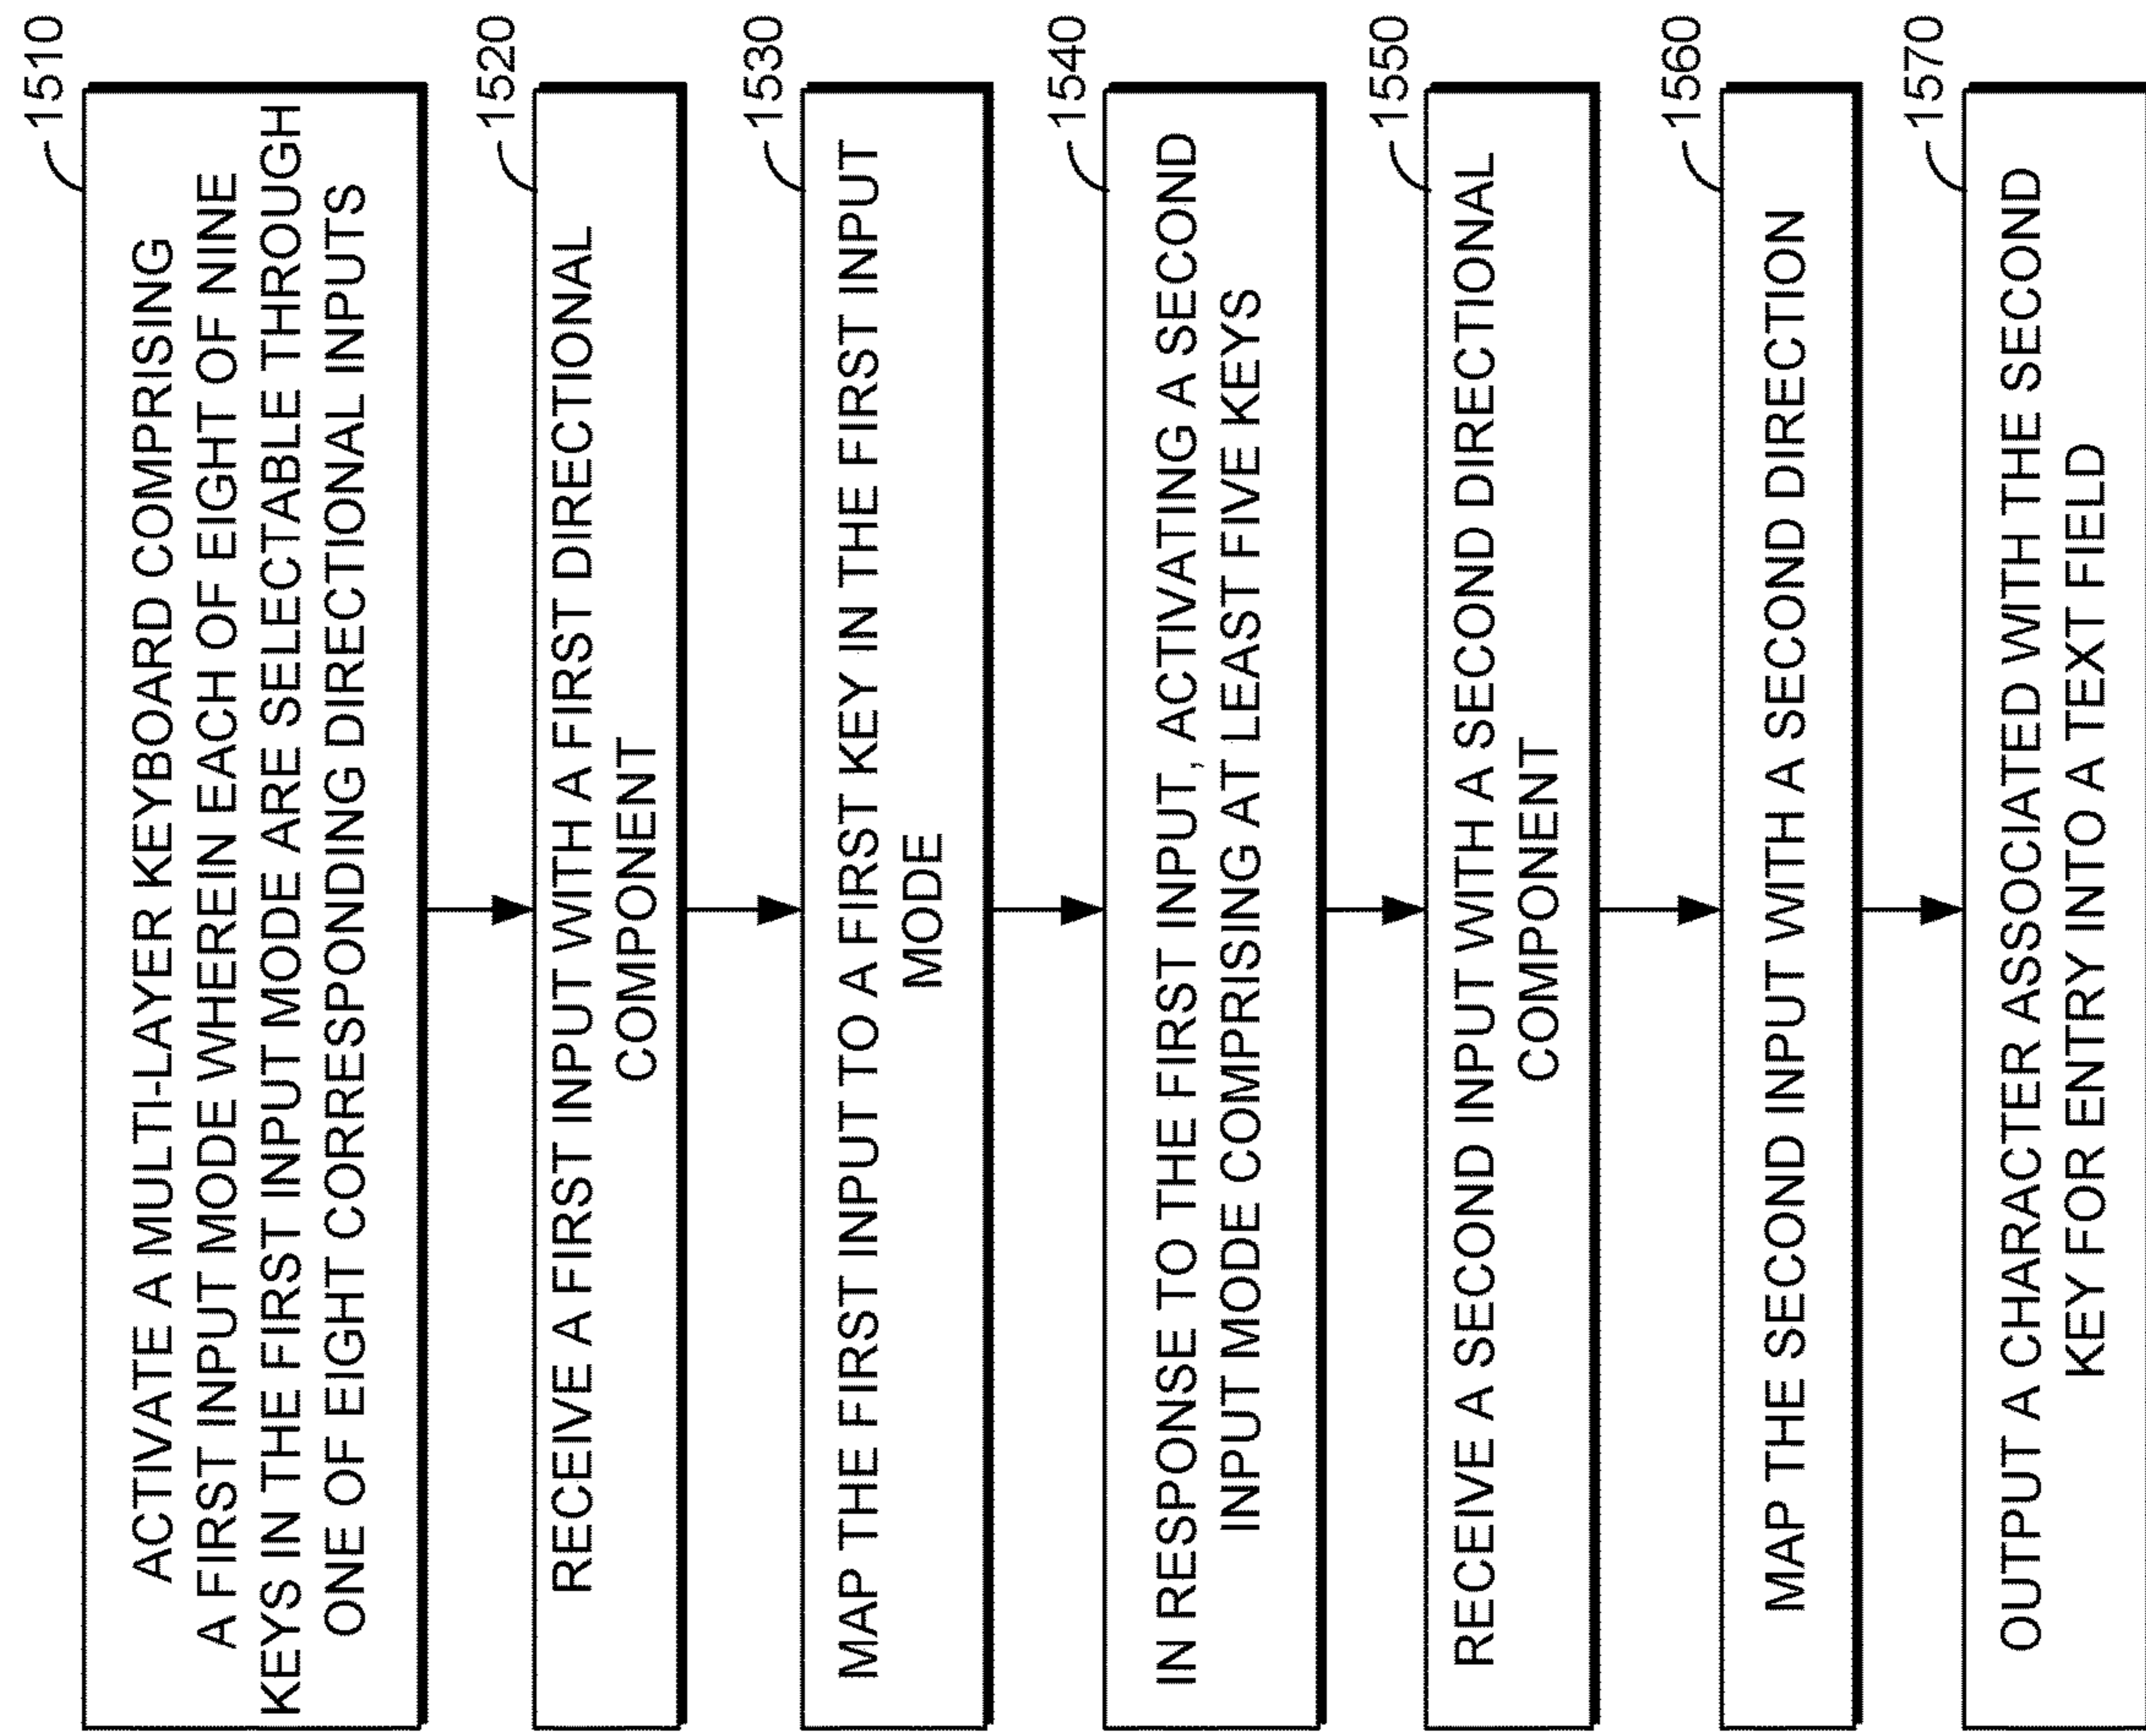 1510
ACTIVATE A MULTI-LAYER KEYBOARD COMPRISING
A FIRST INPUT MODE WHEREIN EACH OF EIGHT OF NINE
KEYS IN THE FIRST INPUT MODE ARE SELECTABLE THROUGH
ONE OF EIGHT CORRESPONDING DIRECTIONAL INPUTS
1520
RECEIVE A FIRST INPUT WITH A FIRST DIRECTIONAL
COMPONENT
1530
MAP THE FIRST INPUT TO A FIRST KEY IN THE FIRST INPUT
MODE
1540
IN RESPONSE TO THE FIRST INPUT, ACTIVATING A SECOND
INPUT MODE COMPRISING AT LEAST FIVE KEYS
1550
RECEIVE A SECOND INPUT WITH A SECOND DIRECTIONAL
COMPONENT
1560
MAP THE SECOND INPUT WITH A SECOND DIRECTION
1570
OUTPUT A CHARACTER ASSOCIATED WITH THE SECOND
KEY FOR ENTRY INTO A TEXT FIELD